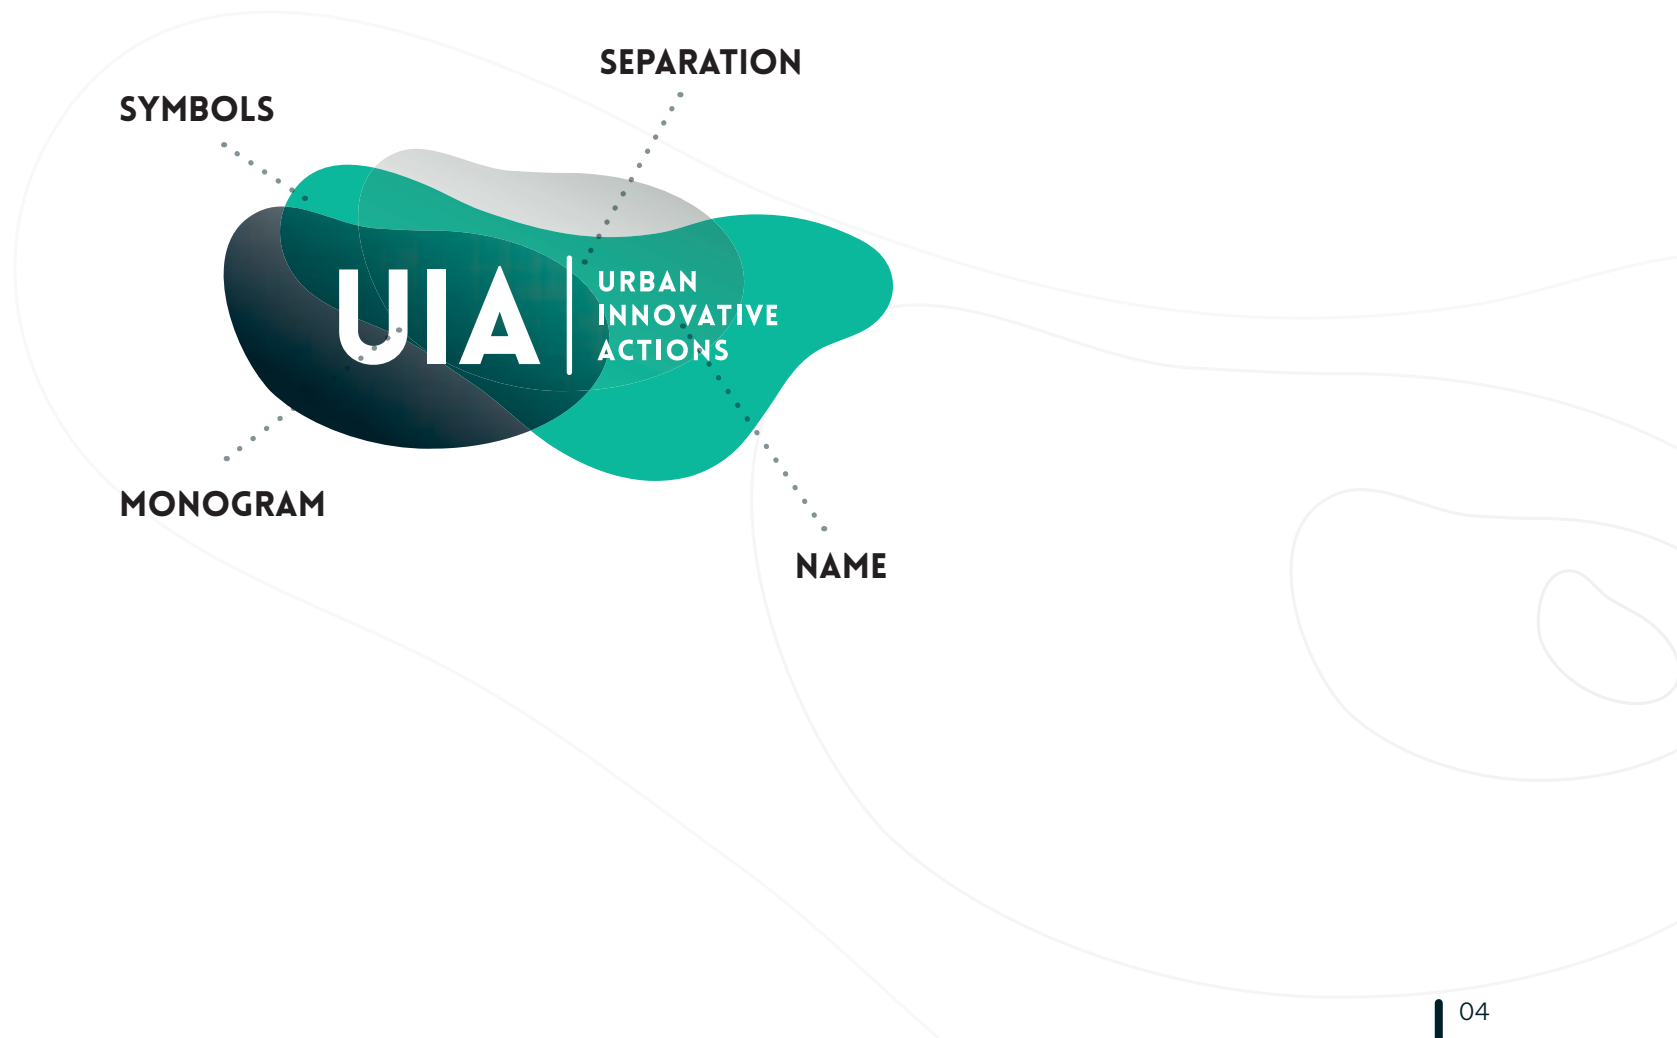 SEPARATION
SYMBOLS
UIA
URBAN
INNOVATIVE
ACTIONS
MONOGRAM
NAME
04